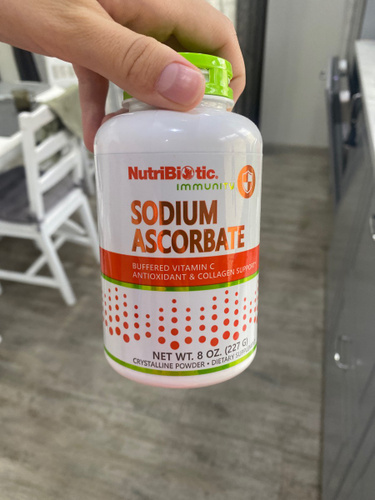 NutriBiotic®
immunity
SODIUM
ASCORBATE
BUFFERED VITAMIN C
ANTIOXIDANT & COLLAGEN SUPPORT
NET WT. 8 OZ. (227 G)
CRYSTALLINE POWDER • DIETARY SUPPLEMENT